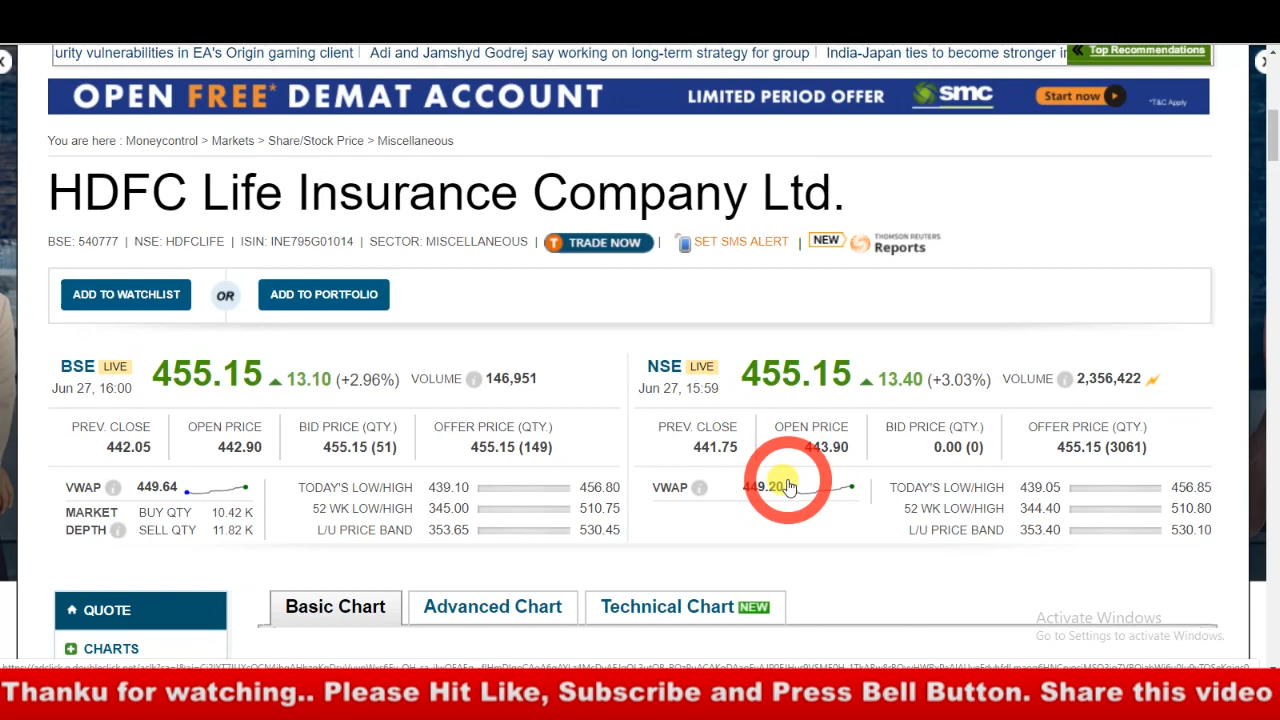 urity vulnerabilities in EA's Origin gaming client | Adi and Jamshyd Godrej say working on long-term strategy for group | India-Japan ties to become stronger in
Top Recommendations
OPEN FREE* DEMAT ACCOUNT LIMITED PERIOD OFFER smc Start now *T&C Apply
You are here : Moneycontrol > Markets > Share/Stock Price > Miscellaneous
HDFC Life Insurance Company Ltd.
BSE: 540777 | NSE: HDFCLIFE | ISIN: INE795G01014 | SECTOR: MISCELLANEOUS T TRADE NOW | SET SMS ALERT | NEW THOMSON REUTERS
Reports
ADD TO WATCHLIST OR ADD TO PORTFOLIO
BSE LIVE 455.15 13.10 (+2.96%) VOLUME 146,951
Jun 27, 16:00
PREV. CLOSE OPEN PRICE BID PRICE (QTY.) OFFER PRICE (QTY.)
442.05 442.90 455.15 (51) 455.15 (149)
VWAP 449.64 TODAY'S LOW/HIGH 439.10 456.80
MARKET BUY QTY 10.42 K 52 WK LOW/HIGH 345.00 510.75
DEPTH SELL QTY 11.82 K L/U PRICE BAND 353.65 530.45
NSE LIVE 455.15 13.40 (+3.03%) VOLUME 2,356,422
Jun 27, 15:59
PREV. CLOSE OPEN PRICE BID PRICE (QTY.) OFFER PRICE (QTY.)
441.75 443.90 0.00 (0) 455.15 (3061)
VWAP 449.20 TODAY'S LOW/HIGH 439.05 456.85
52 WK LOW/HIGH 344.40 510.80
L/U PRICE BAND 353.40 530.10
QUOTE
CHARTS
Basic Chart Advanced Chart Technical Chart NEW
Activate Windows
Go to Settings to activate Windows.
Thanku for watching.. Please Hit Like, Subscribe and Press Bell Button. Share this video